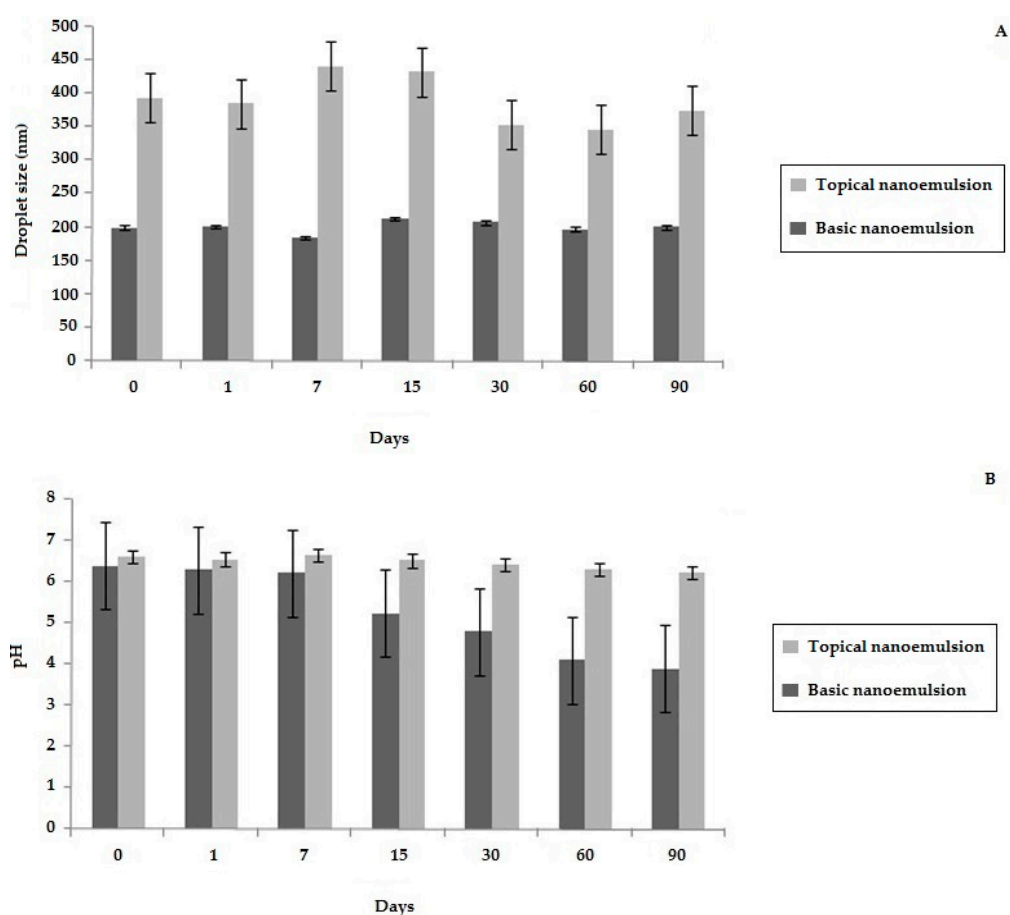 A
500
450
400
350
300
250
200
150
100
50
0
Droplet size (nm)
0 1 7 15 30 60 90
Days
Topical nanoemulsion
Basic nanoemulsion
B
8
7
6
5
4
3
2
1
0
pH
0 1 7 15 30 60 90
Days
Topical nanoemulsion
Basic nanoemulsion